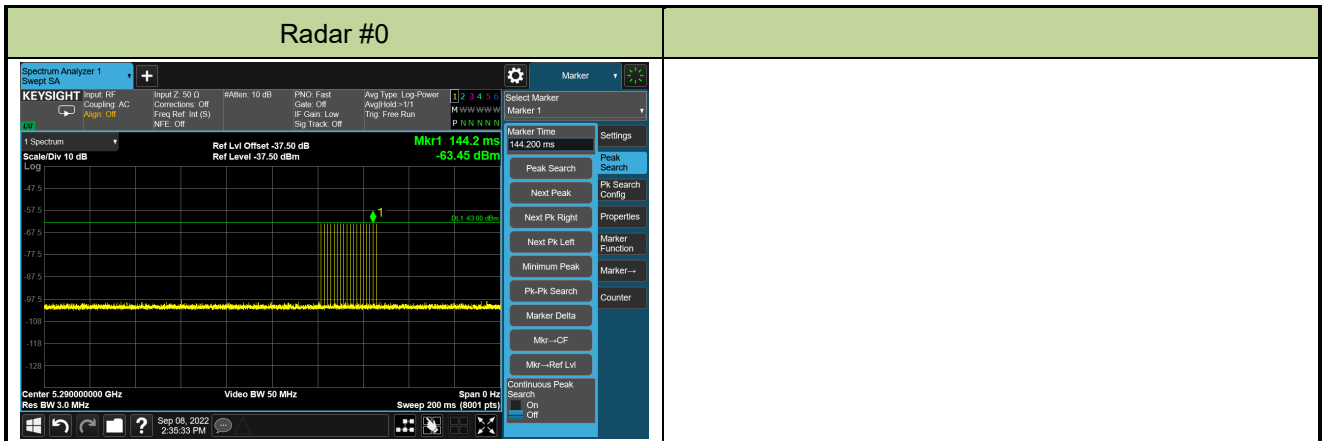 Radar #0
Spectrum Analyzer 1
Swept SA
Marker
KEYSIGHT
Input: RF
Coupling: AC
Align: Off
Input Z: 50 Ω
Corrections: Off
Freq Ref: Int (S)
NFE: Off
#Atten: 10 dB
PNO: Fast
Gate: Off
IF Gain: Low
Sig Track: Off
Avg Type: Log-Power
Avg|Hold:>1/1
Trig: Free Run
1 2 3 4 5 6
M W W W W W
P N N N N N
Select Marker
Marker 1
1 Spectrum
Scale/Div 10 dB
Ref Lvl Offset -37.50 dB
Ref Level -37.50 dBm
Mkr1 144.2 ms
-63.45 dBm
Log
-47.5
-57.5
-67.5
-77.5
-87.5
-97.5
-108
-118
-128
1
DL1 -63.00 dBm
Center 5.290000000 GHz
Res BW 3.0 MHz
Video BW 50 MHz
Span 0 Hz
Sweep 200 ms (8001 pts)
Marker Time
144.200 ms
Peak Search
Next Peak
Next Pk Right
Next Pk Left
Minimum Peak
Pk-Pk Search
Marker Delta
Mkr→CF
Mkr→Ref Lvl
Continuous Peak
Search
On
Off
Settings
Peak
Search
Pk Search
Config
Properties
Marker
Function
Marker→
Counter
Sep 08, 2022
2:35:33 PM